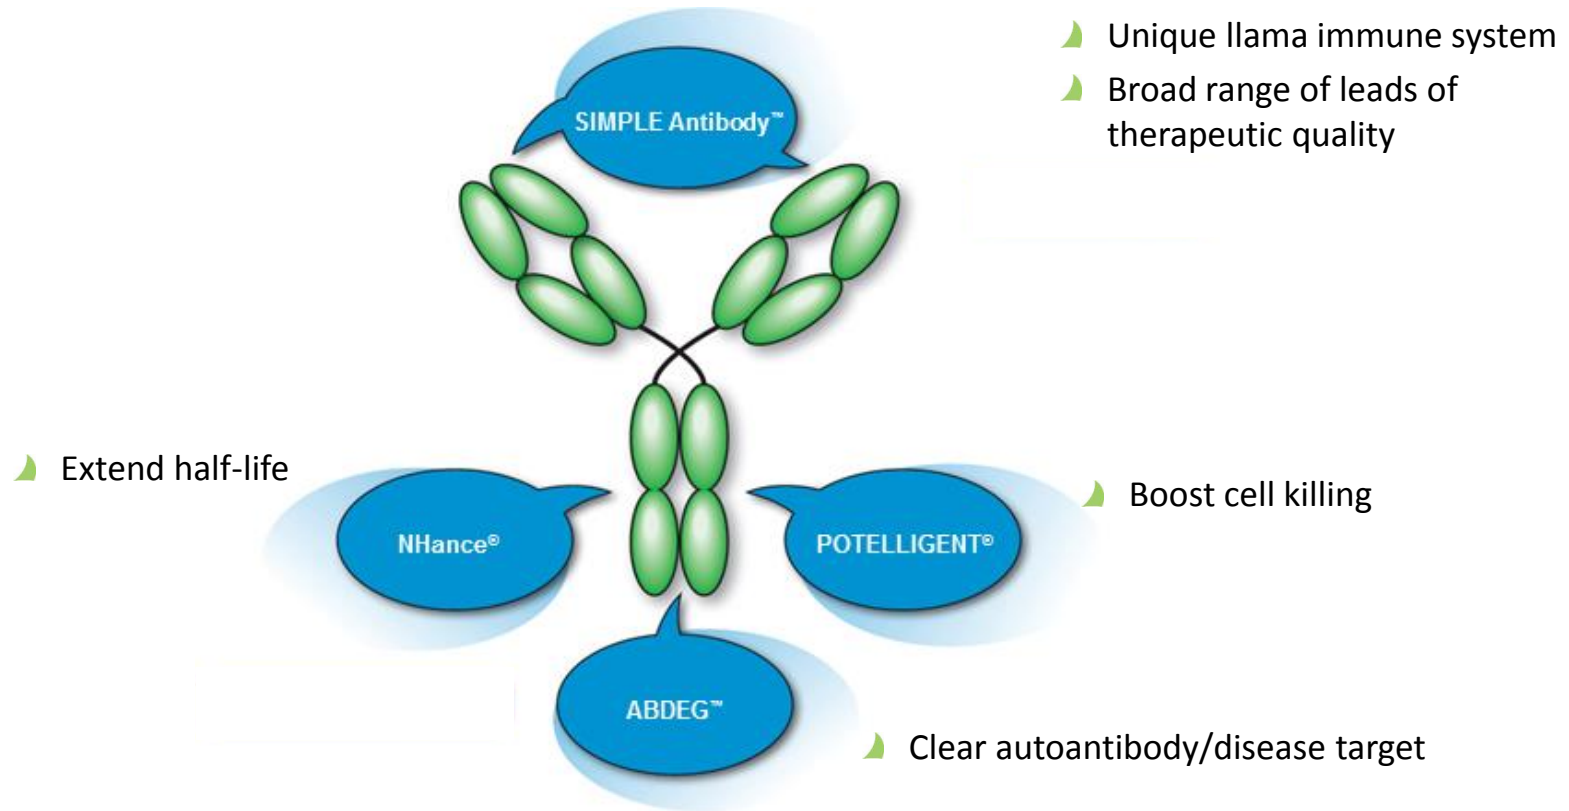 Unique llama immune system
Broad range of leads of
therapeutic quality
SIMPLE Antibody™
Extend half-life
NHance®
Boost cell killing
POTELLIGENT®
ABDEG™
Clear autoantibody/disease target